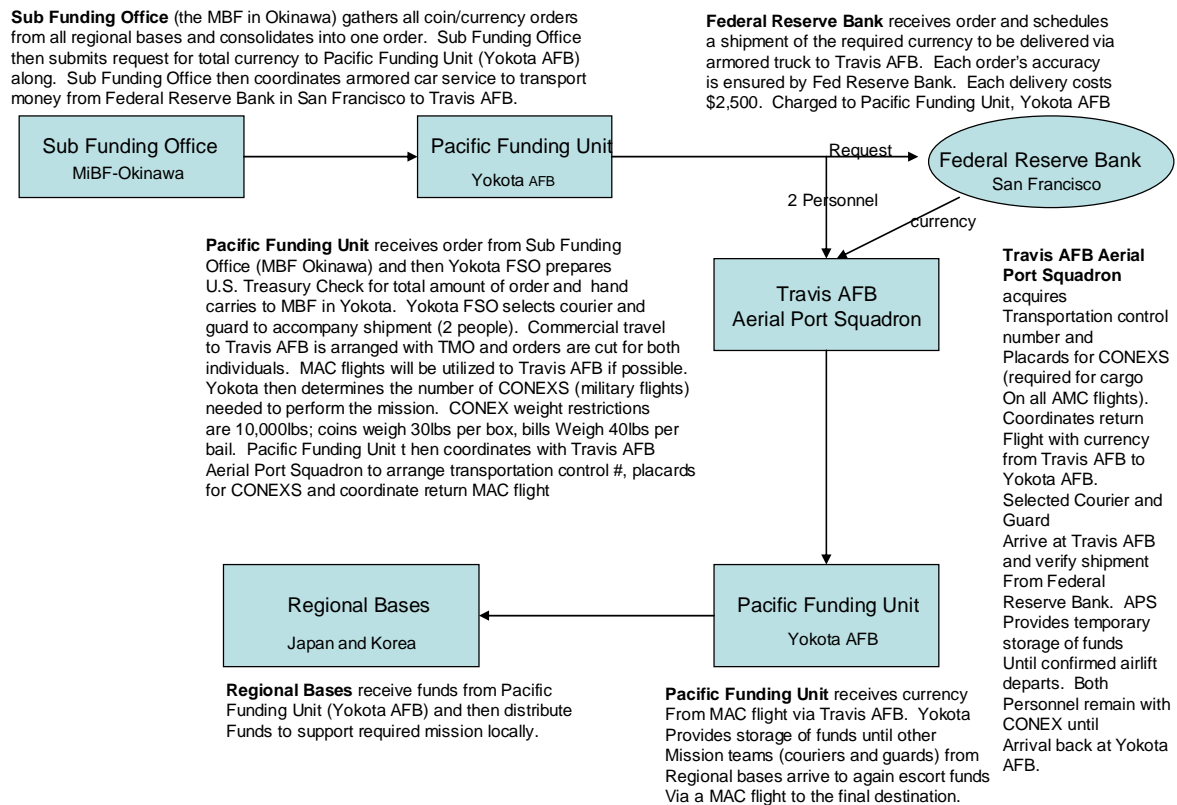 Sub Funding Office (the MBF in Okinawa) gathers all coin/currency orders
from all regional bases and consolidates into one order. Sub Funding Office
then submits request for total currency to Pacific Funding Unit (Yokota AFB)
along. Sub Funding Office then coordinates armored car service to transport
money from Federal Reserve Bank in San Francisco to Travis AFB.
Federal Reserve Bank receives order and schedules
a shipment of the required currency to be delivered via
armored truck to Travis AFB. Each order's accuracy
is ensured by Fed Reserve Bank. Each delivery costs
$2,500. Charged to Pacific Funding Unit, Yokota AFB
Sub Funding Office
MiBF-Okinawa
Pacific Funding Unit
Yokota AFB
Request
Federal Reserve Bank
San Francisco
2 Personnel
currency
Pacific Funding Unit receives order from Sub Funding
Office (MBF Okinawa) and then Yokota FSO prepares
U.S. Treasury Check for total amount of order and hand
carries to MBF in Yokota. Yokota FSO selects courier and
guard to accompany shipment (2 people). Commercial travel
to Travis AFB is arranged with TMO and orders are cut for both
individuals. MAC flights will be utilized to Travis AFB if possible.
Yokota then determines the number of CONEXS (military flights)
needed to perform the mission. CONEX weight restrictions
are 10,000lbs; coins weigh 30lbs per box, bills Weigh 40lbs per
bail. Pacific Funding Unit t hen coordinates with Travis AFB
Aerial Port Squadron to arrange transportation control #, placards
for CONEXS and coordinate return MAC flight
Travis AFB
Aerial Port Squadron
Travis AFB Aerial
Port Squadron
acquires
Transportation control
number and
Placards for CONEXS
(required for cargo
On all AMC flights).
Coordinates return
Flight with currency
from Travis AFB to
Yokota AFB.
Selected Courier and
Guard
Arrive at Travis AFB
and verify shipment
From Federal
Reserve Bank. APS
Provides temporary
storage of funds
Until confirmed airlift
departs. Both
Personnel remain with
CONEX until
Arrival back at Yokota
AFB.
Regional Bases
Japan and Korea
Pacific Funding Unit
Yokota AFB
Regional Bases receive funds from Pacific
Funding Unit (Yokota AFB) and then distribute
Funds to support required mission locally.
Pacific Funding Unit receives currency
From MAC flight via Travis AFB. Yokota
Provides storage of funds until other
Mission teams (couriers and guards) from
Regional bases arrive to again escort funds
Via a MAC flight to the final destination.